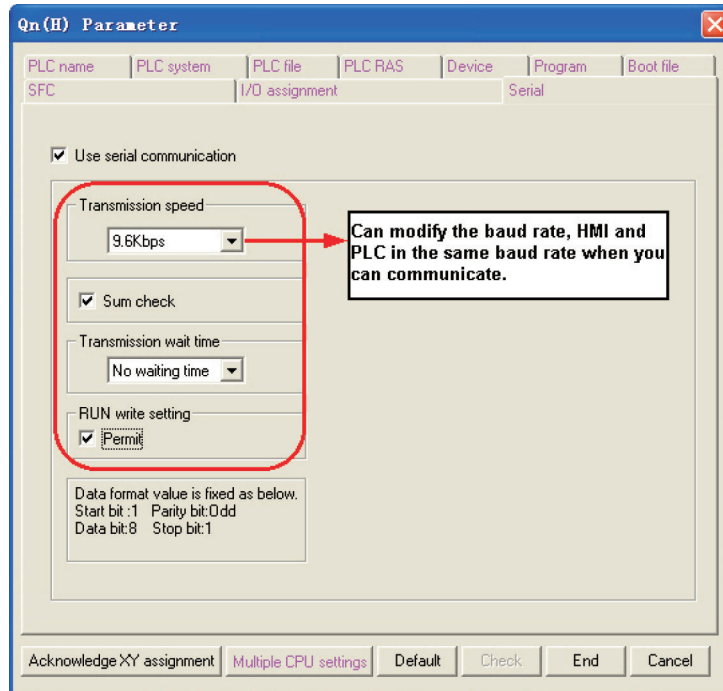 Qn(H) Parameter
PLC name PLC system PLC file PLC RAS Device Program Boot file
SFC I/O assignment Serial
Use serial communication
Transmission speed
9.6Kbps
Can modify the baud rate, HMI and
PLC in the same baud rate when you
can communicate.
Sum check
Transmission wait time
No waiting time
RUN write setting
Permit
Data format value is fixed as below.
Start bit :1 Parity bit:Odd
Data bit:8 Stop bit:1
Acknowledge XY assignment Multiple CPU settings Default Check End Cancel